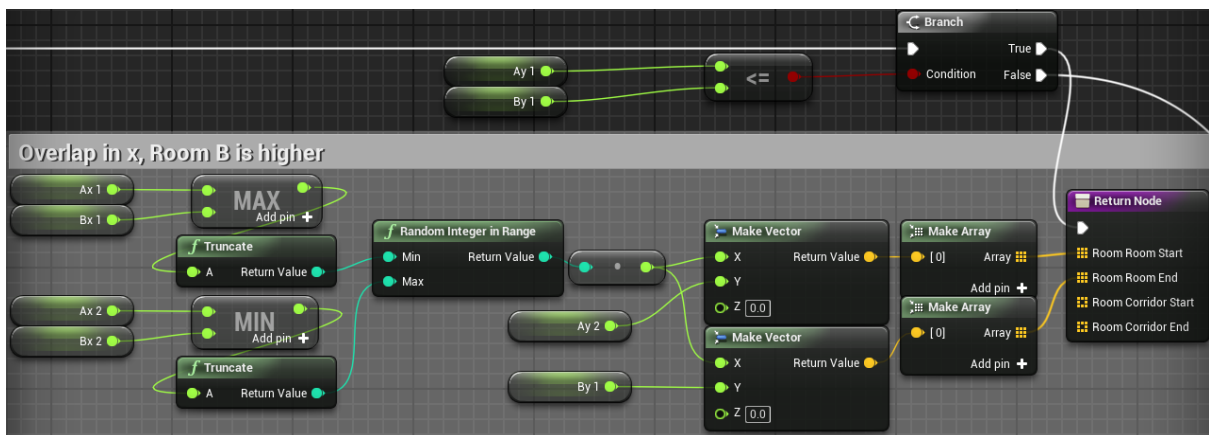 Branch
True
Ay 1
<=
Condition
False
By 1
Overlap in x, Room B is higher
Ax 1
Bx 1
MAX
Add pin +
f Truncate
A
Return Value
Ax 2
Bx 2
MIN
Add pin +
f Truncate
A
Return Value
f Random Integer in Range
Min
Return Value
Max
Ay 2
By 1
Make Vector
X
Return Value
Y
Z 0.0
Make Vector
X
Return Value
Y
Z 0.0
Make Array
[0]
Array
Add pin +
Make Array
[0]
Array
Add pin +
Return Node
Room Room Start
Room Room End
Room Corridor Start
Room Corridor End